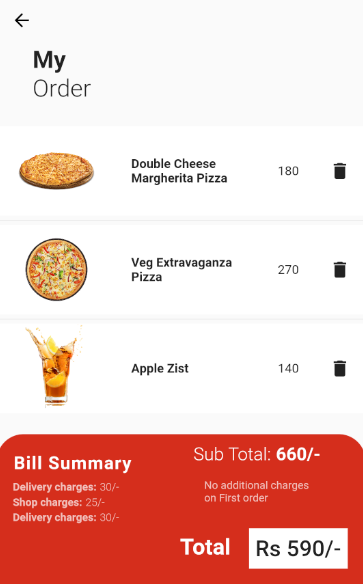 My
Order
Double Cheese
Margherita Pizza
180
Veg Extravaganza
Pizza
270
Apple Zist
140
Bill Summary
Delivery charges: 30/-
Shop charges: 25/-
Delivery charges: 30/-
Sub Total: 660/-
No additional charges
on First order
Total Rs 590/-